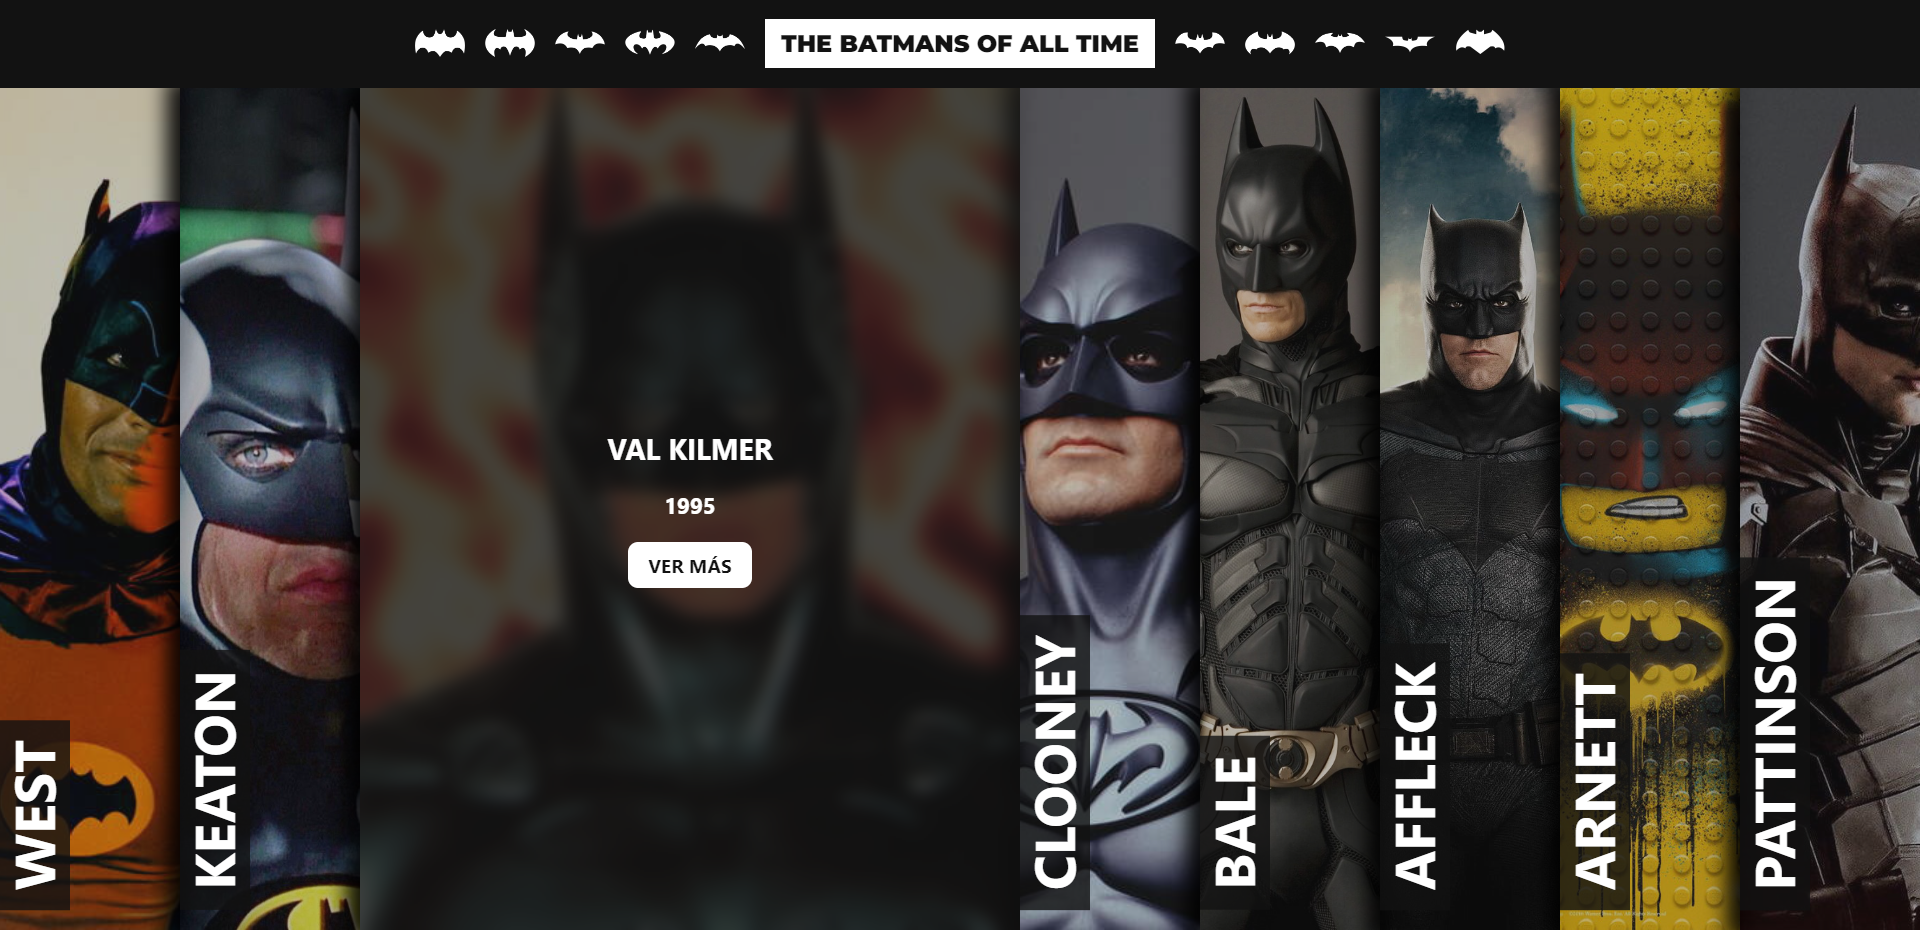 THE BATMANS OF ALL TIME
WEST
KEATON
VAL KILMER
1995
VER MÁS
CLOONEY
BALE
AFFLECK
ARNETT
PATTINSON